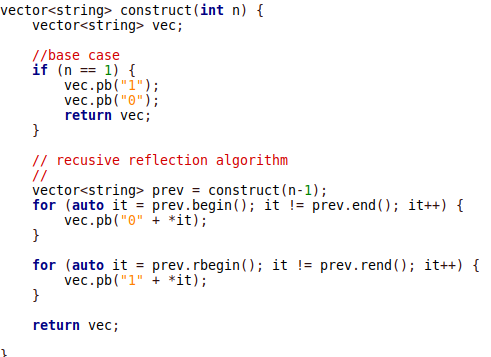 vector<string> construct(int n) {
    vector<string> vec;

    //base case
    if (n == 1) {
        vec.pb("1");
        vec.pb("0");
        return vec;
    }

    // recusive reflection algorithm
    //
    vector<string> prev = construct(n-1);
    for (auto it = prev.begin(); it != prev.end(); it++) {
        vec.pb("0" + *it);
    }

    for (auto it = prev.rbegin(); it != prev.rend(); it++) {
        vec.pb("1" + *it);
    }

    return vec;

}